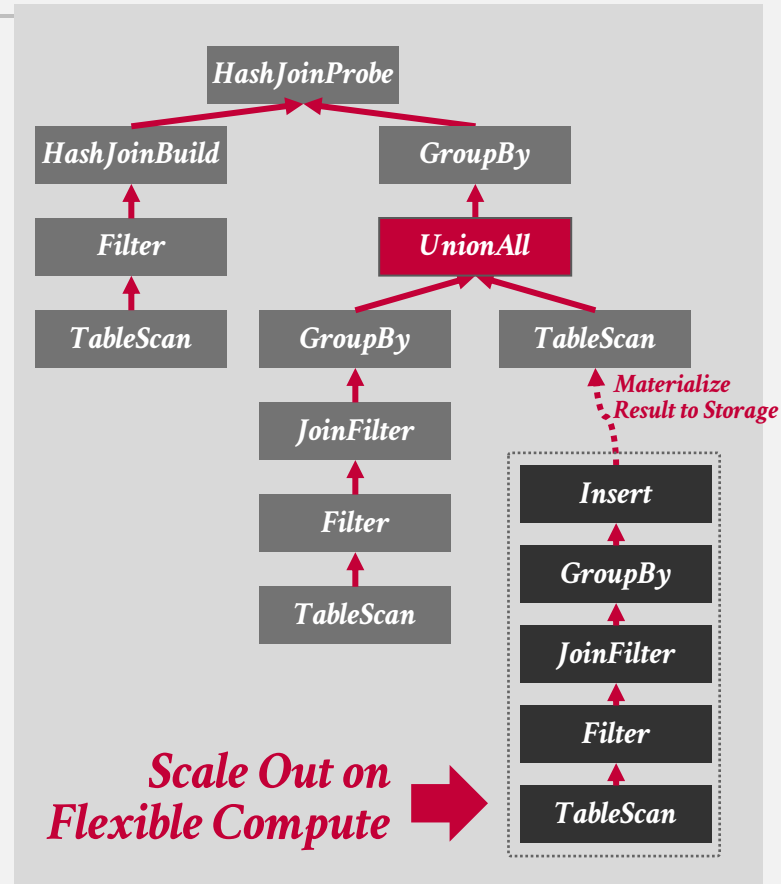 HashJoinProbe
HashJoinBuild
GroupBy
Filter
UnionAll
TableScan
GroupBy
TableScan
Materialize
Result to Storage
JoinFilter
Insert
Filter
GroupBy
TableScan
JoinFilter
Filter
Scale Out on
Flexible Compute
TableScan